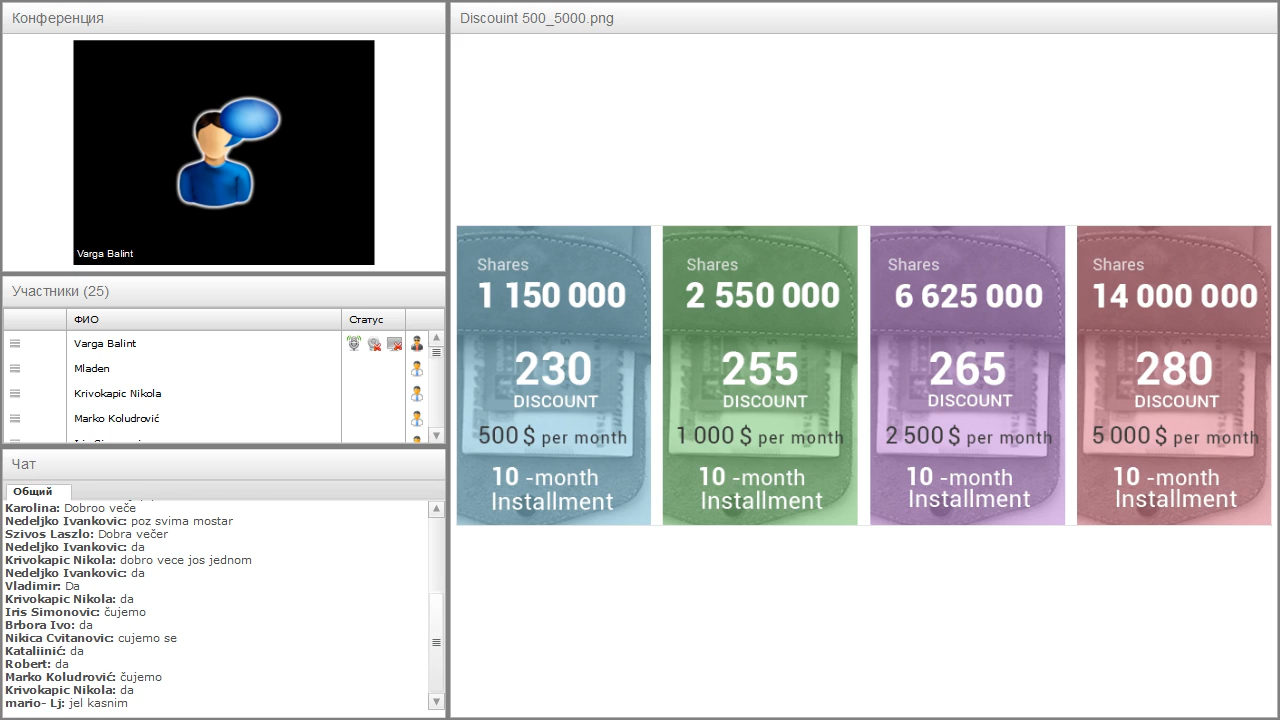 Конференция
Varga Balint
Участники (25)
ФИО Статус
Varga Balint
Mladen
Krivokapic Nikola
Marko Koludrović
Чат
Общий
Karolina: Dobroo veče
Nedeljko Ivankovic: poz svima mostar
Szivos Laszlo: Dobra večer
Nedeljko Ivankovic: da
Krivokapic Nikola: dobro vece jos jednom
Nedeljko Ivankovic: da
Vladimir: Da
Krivokapic Nikola: da
Iris Simonovic: čujemo
Brbora Ivo: da
Nikica Cvitanovic: cujemo se
Kataliinić: da
Robert: da
Marko Koludrović: čujemo
Krivokapic Nikola: da
mario- Lj: jel kasnim
Discouint 500_5000.png
Shares
1 150 000
230
DISCOUNT
500 $ per month
10 -month
Installment
Shares
2 550 000
255
DISCOUNT
1 000 $ per month
10 -month
Installment
Shares
6 625 000
265
DISCOUNT
2 500 $ per month
10 -month
Installment
Shares
14 000 000
280
DISCOUNT
5 000 $ per month
10 -month
Installment